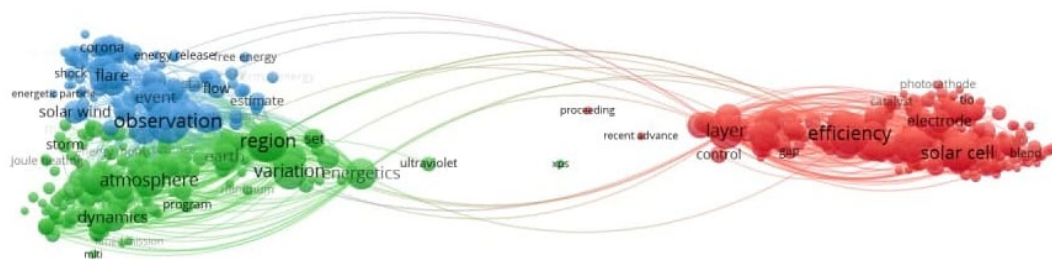 corona
energy release
free energy
shock
flare
energetic particle
event
flow
solar wind
estimate
observation
storm
region
set
joule heating
earth
atmosphere
variation
energetics
minimum
program
dynamics
mlti
ultraviolet
xps
proceeding
recent advance
layer
control
gap
efficiency
photocathode
catalyst
tio
electrode
solar cell
blend